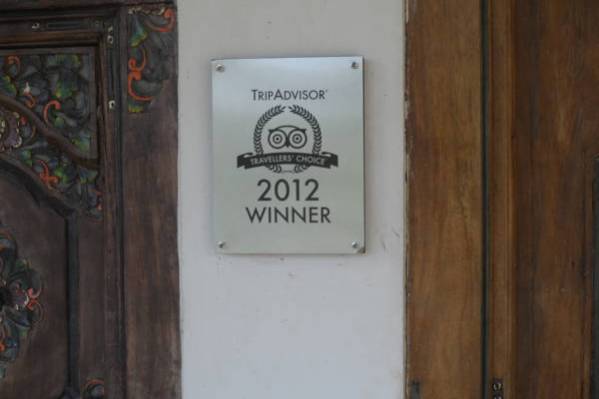 TRIPADVISOR®
TRAVELLERS' CHOICE
2012
WINNER